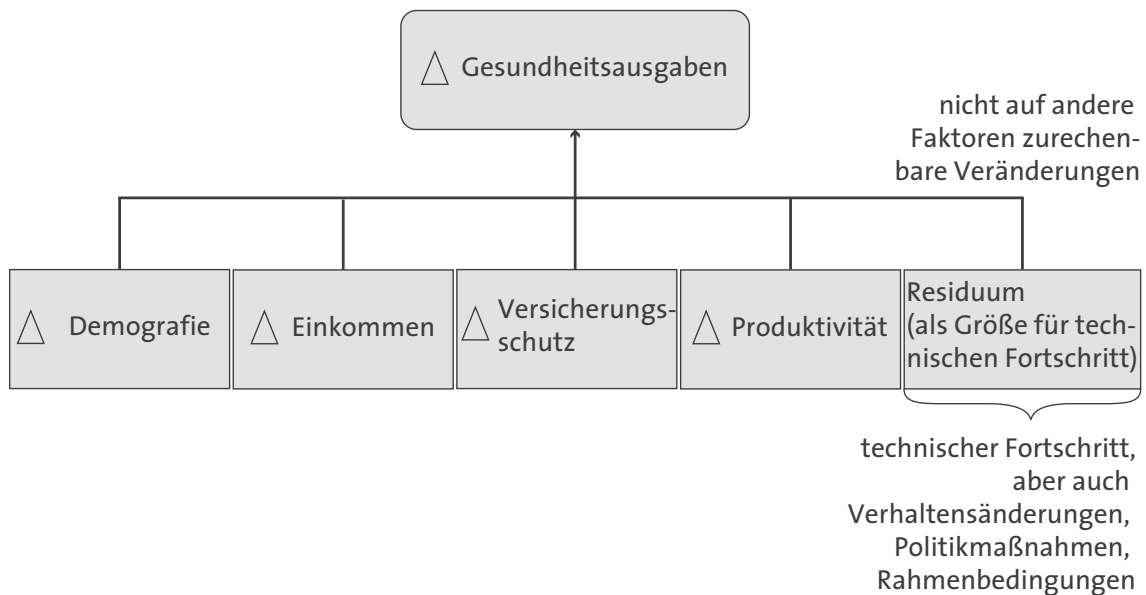 △ Gesundheitsausgaben
nicht auf andere
Faktoren zurechen-
bare Veränderungen
△ Demografie
△ Einkommen
△ Versicherungs-
schutz
△ Produktivität
Residuum
(als Größe für tech-
nischen Fortschritt)
technischer Fortschritt,
aber auch
Verhaltensänderungen,
Politikmaßnahmen,
Rahmenbedingungen